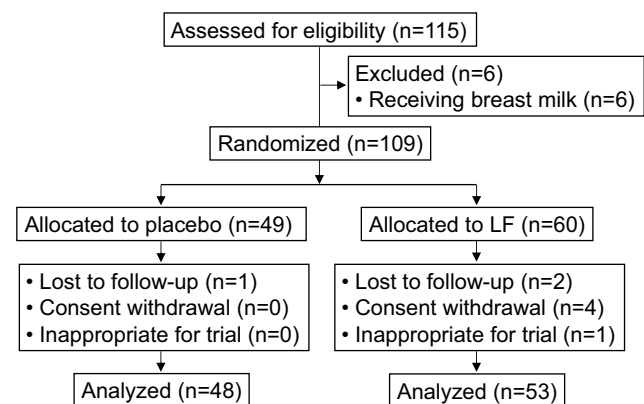 Assessed for eligibility (n=115)
Excluded (n=6)
• Receiving breast milk (n=6)
Randomized (n=109)
Allocated to placebo (n=49)
Allocated to LF (n=60)
• Lost to follow-up (n=1)
• Consent withdrawal (n=0)
• Inappropriate for trial (n=0)
• Lost to follow-up (n=2)
• Consent withdrawal (n=4)
• Inappropriate for trial (n=1)
Analyzed (n=48)
Analyzed (n=53)